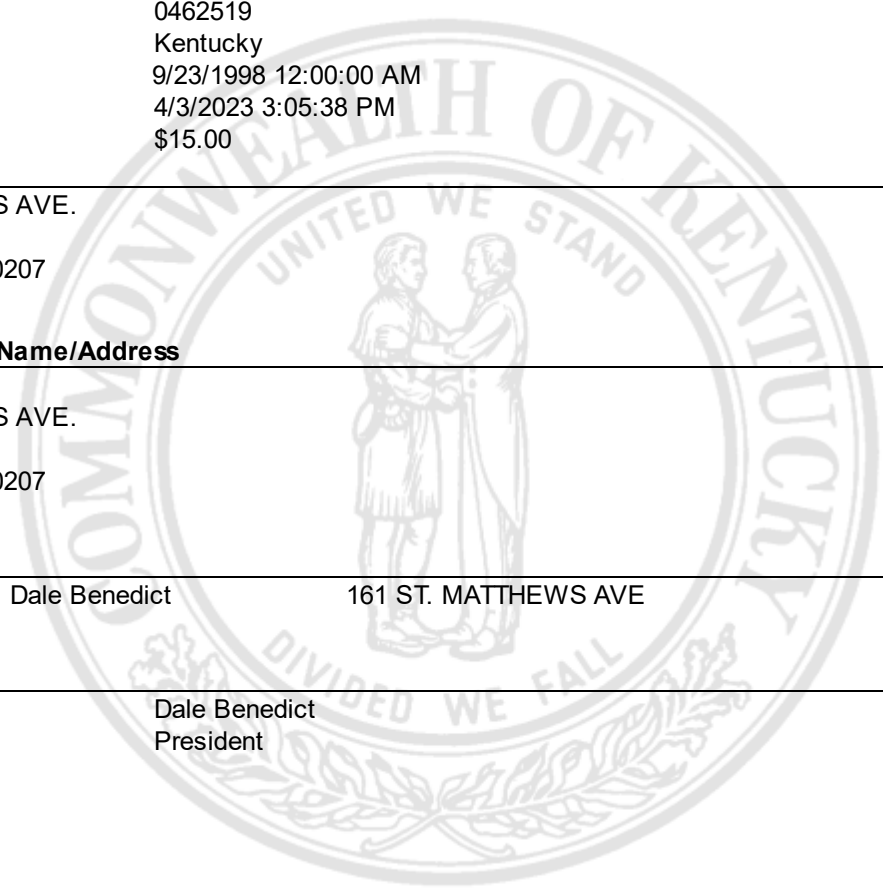 0462519
Kentucky
9/23/1998 12:00:00 AM
4/3/2023 3:05:38 PM
$15.00
S AVE.
0207
Name/Address
S AVE.
0207
Dale Benedict 161 ST. MATTHEWS AVE
Dale Benedict
President
COMMONWEALTH OF KENTUCKY
UNITED WE STAND
DIVIDED WE FALL